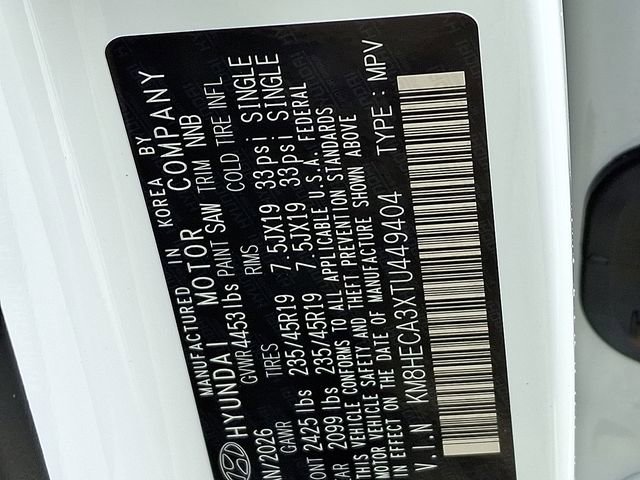 MANUFACTURED IN KOREA BY
HYUNDAI MOTOR COMPANY
N/2026 GVWR 4453 lbs PAINT SAW TRIM NNB
GAWR TIRES RIMS COLD TIRE INFL
ONT 2425 lbs 235/45R19 7.5JX19 33psi SINGLE
EAR 2099 lbs 235/45R19 7.5JX19 33psi SINGLE
THIS VEHICLE CONFORMS TO ALL APPLICABLE U.S.A. FEDERAL
MOTOR VEHICLE SAFETY AND THEFT PREVENTION STANDARDS
IN EFFECT ON THE DATE OF MANUFACTURE SHOWN ABOVE
V.I.N KM8HECA3XTU449404 TYPE : MPV